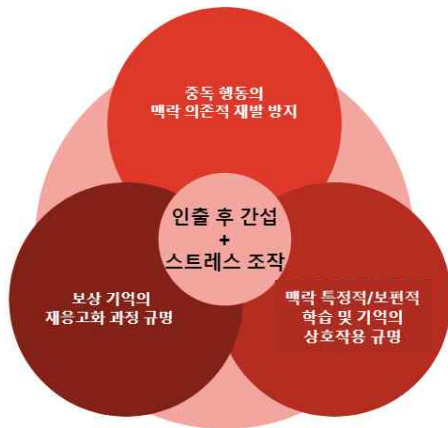 중독 행동의
맥락 의존적 재발 방지
인출 후 간섭
+
스트레스 조작
보상 기억의
재응고화 과정 규명
맥락 특정적/보편적
학습 및 기억의
상호작용 규명